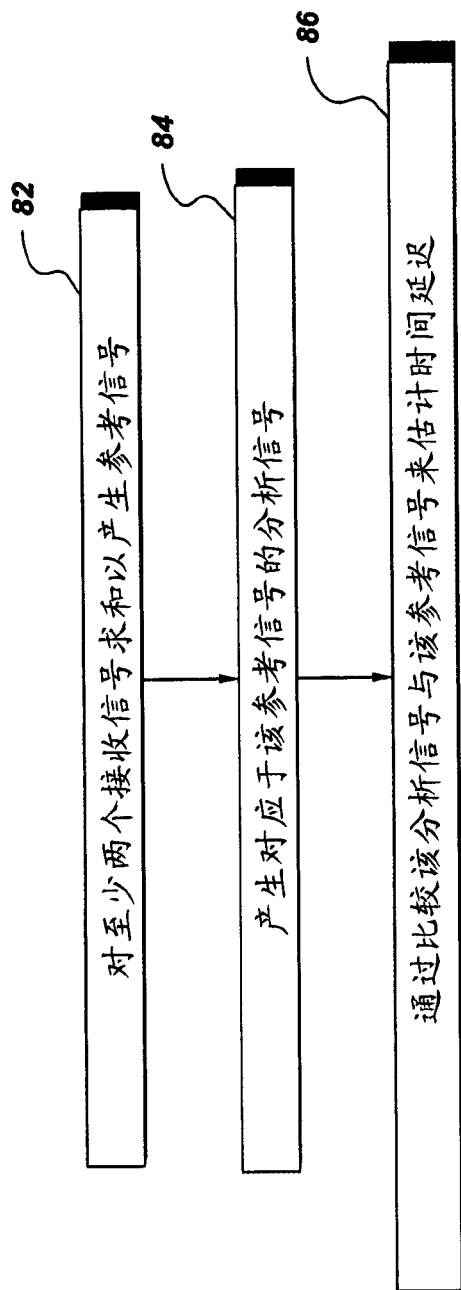 82
对至少两个接收信号求和以产生参考信号
84
产生对应于该参考信号的分析信号
86
通过比较该分析信号与该参考信号来估计时间延迟